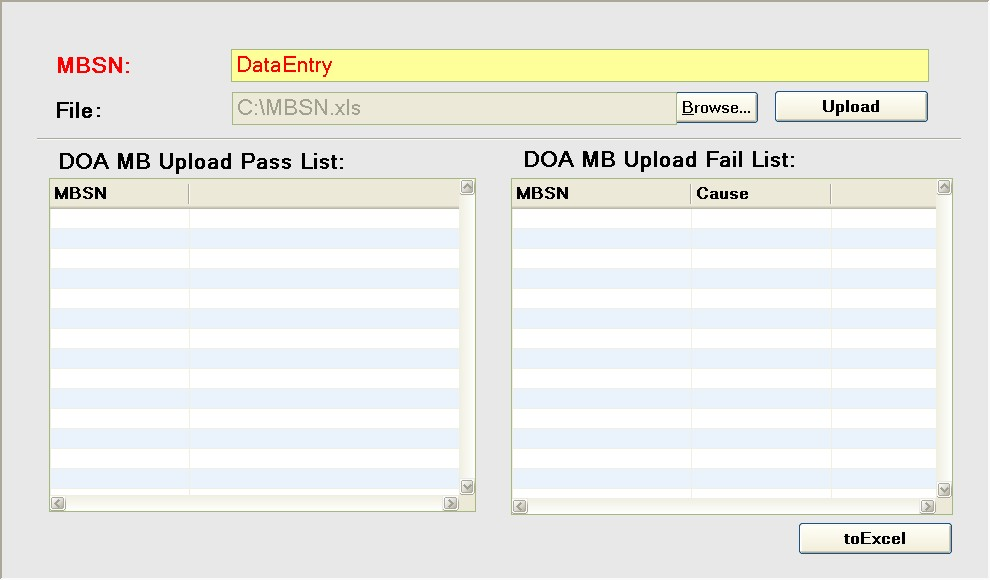 MBSN: DataEntry
File: C:\MBSN.xls Browse... Upload
DOA MB Upload Pass List: DOA MB Upload Fail List:
MBSN MBSN Cause
toExcel